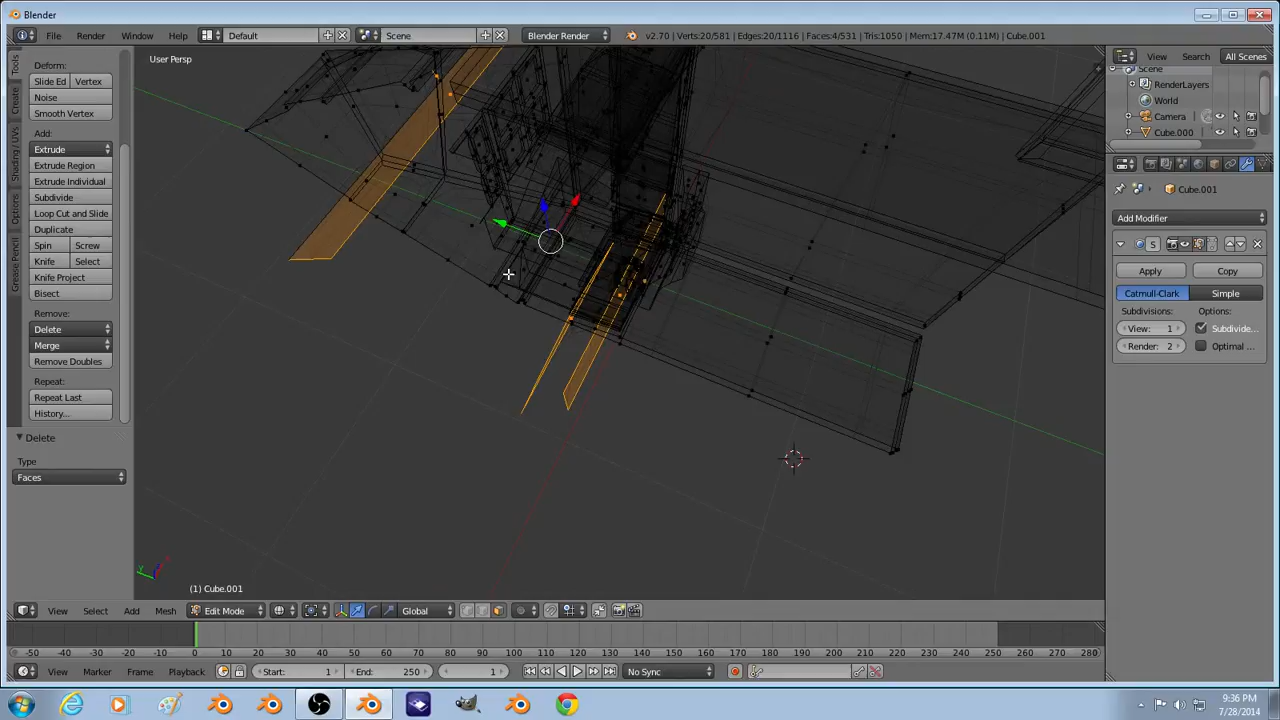 Blender
File Render Window Help Default Scene Blender Render v2.70 | Verts:20/581 | Edges:20/1116 | Faces:4/531 | Tris:1050 | Mem:17.47M (0.11M) | Cube.001
View Search All Scenes
Scene
RenderLayers
World
Camera
Cube.000
Tools
Create
Shading / UVs
Options
Grease Pencil
Deform:
Slide Ed Vertex
Noise
Smooth Vertex
Add:
Extrude
Extrude Region
Extrude Individual
Subdivide
Loop Cut and Slide
Duplicate
Spin Screw
Knife Select
Knife Project
Bisect
Remove:
Delete
Merge
Remove Doubles
Repeat:
Repeat Last
History...
Delete
Type
Faces
User Persp
(1) Cube.001
Cube.001
Add Modifier
S
Apply Copy
Catmull-Clark Simple
Subdivisions: Options:
View: 1 Subdivide...
Render: 2 Optimal ...
View Select Add Mesh Edit Mode Global
-50 -40 -30 -20 -10 0 10 20 30 40 50 60 70 80 90 100 110 120 130 140 150 160 170 180 190 200 210 220 230 240 250 260 270 280
View Marker Frame Playback Start: 1 End: 250 1 No Sync
9:36 PM
7/28/2014